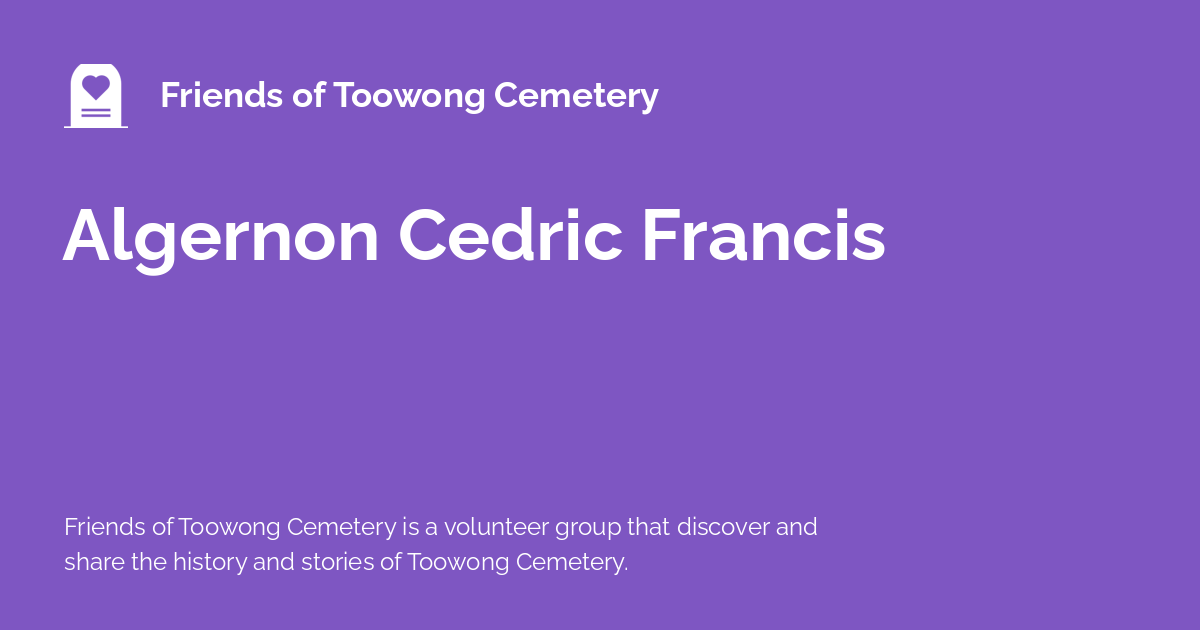 Friends of Toowong Cemetery
Algernon Cedric Francis
Friends of Toowong Cemetery is a volunteer group that discover and
share the history and stories of Toowong Cemetery.